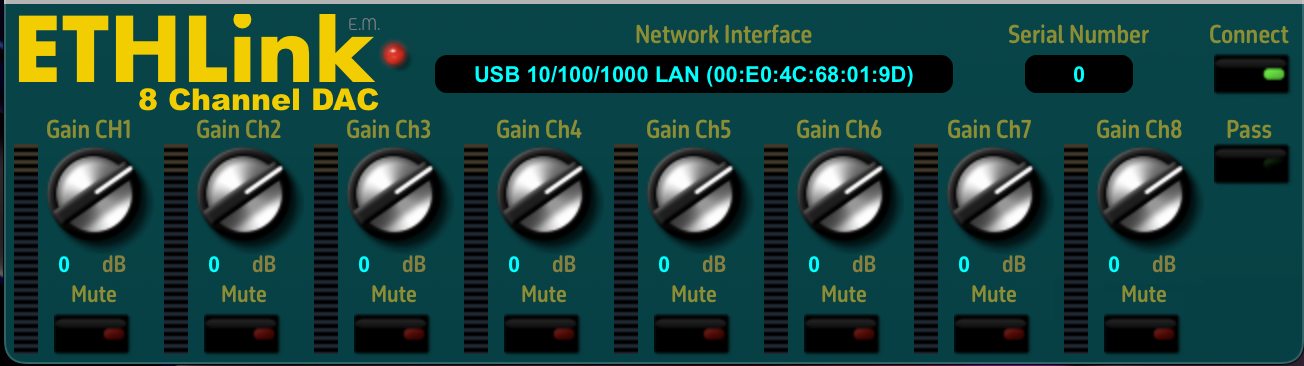 ETHLink E.M.
8 Channel DAC
Network Interface
USB 10/100/1000 LAN (00:E0:4C:68:01:9D)
Serial Number
0
Connect
Gain CH1 Gain Ch2 Gain Ch3 Gain Ch4 Gain Ch5 Gain Ch6 Gain Ch7 Gain Ch8 Pass
0 dB 0 dB 0 dB 0 dB 0 dB 0 dB 0 dB 0 dB
Mute Mute Mute Mute Mute Mute Mute Mute